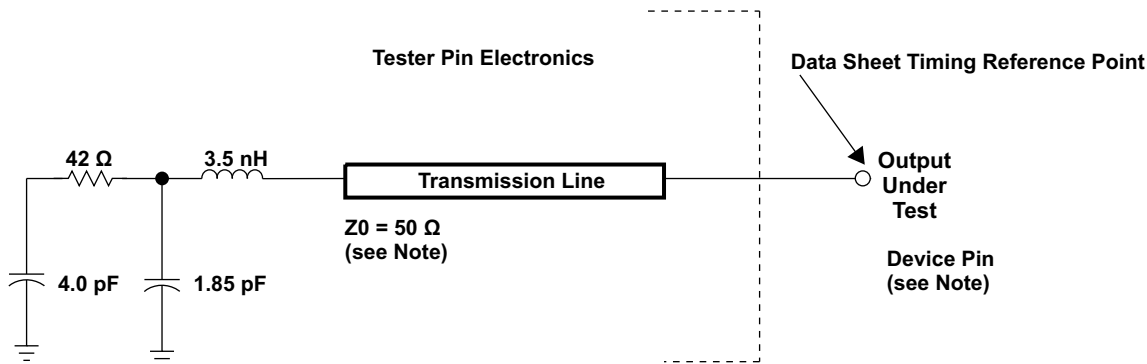 Tester Pin Electronics
Data Sheet Timing Reference Point
42 Ω
3.5 nH
Transmission Line
Output
Under
Test
Z0 = 50 Ω
(see Note)
Device Pin
(see Note)
4.0 pF
1.85 pF